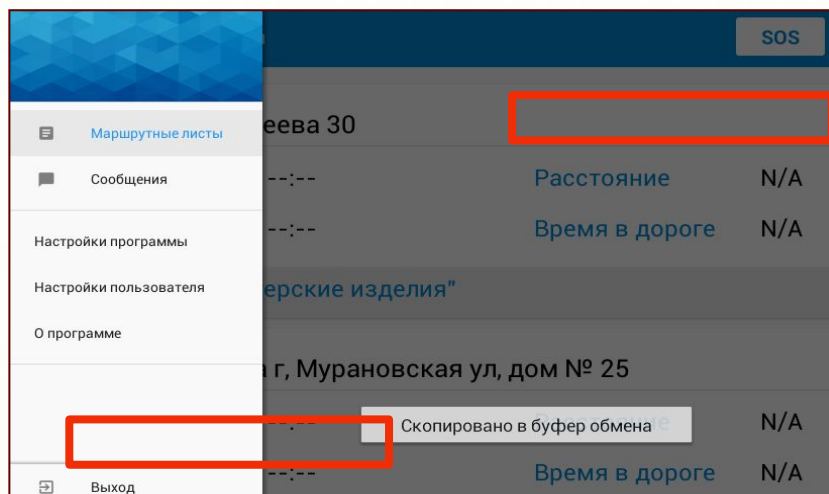 SOS
Маршрутные листы
Сообщения
Настройки программы
Настройки пользователя
О программе
Выход
еева 30
--:--
Расстояние
N/A
--:--
Время в дороге
N/A
ерские изделия"
г, Мурановская ул, дом № 25
--:--
N/A
Скопировано в буфер обмена
--:--
Время в дороге
N/A